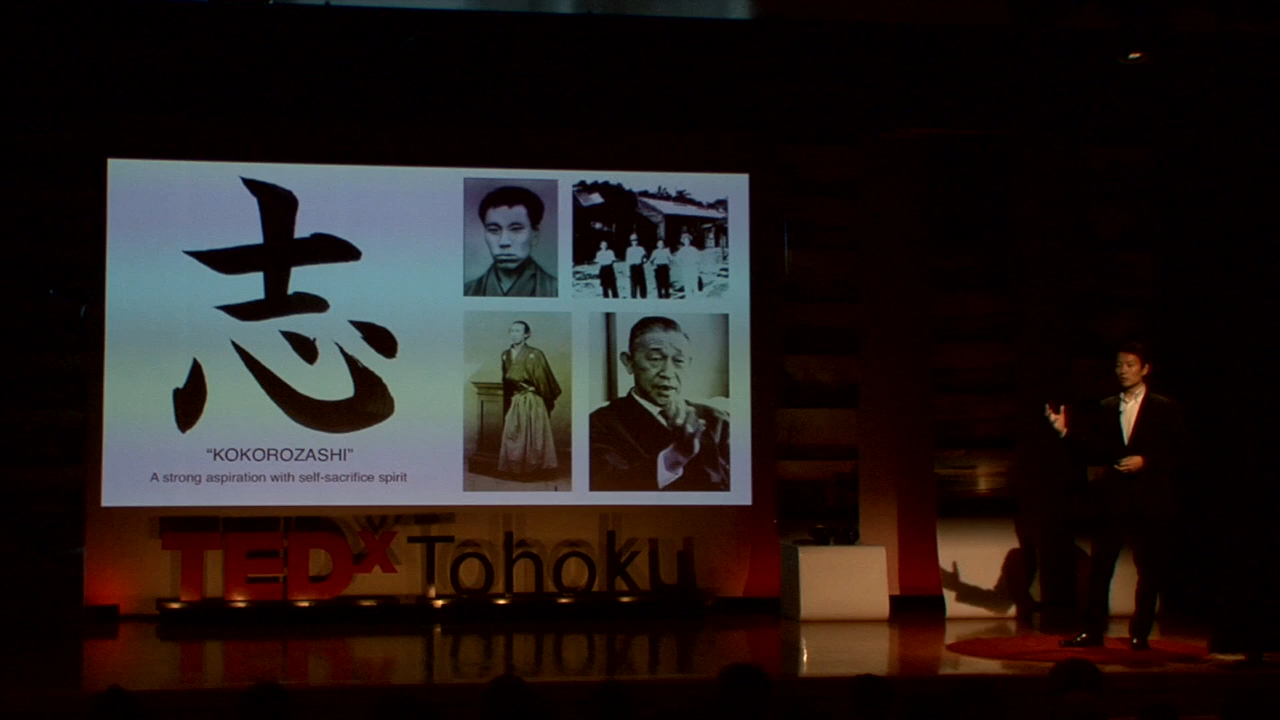 志
“KOKOROZASHI”
A strong aspiration with self-sacrifice spirit
TEDx Tohoku